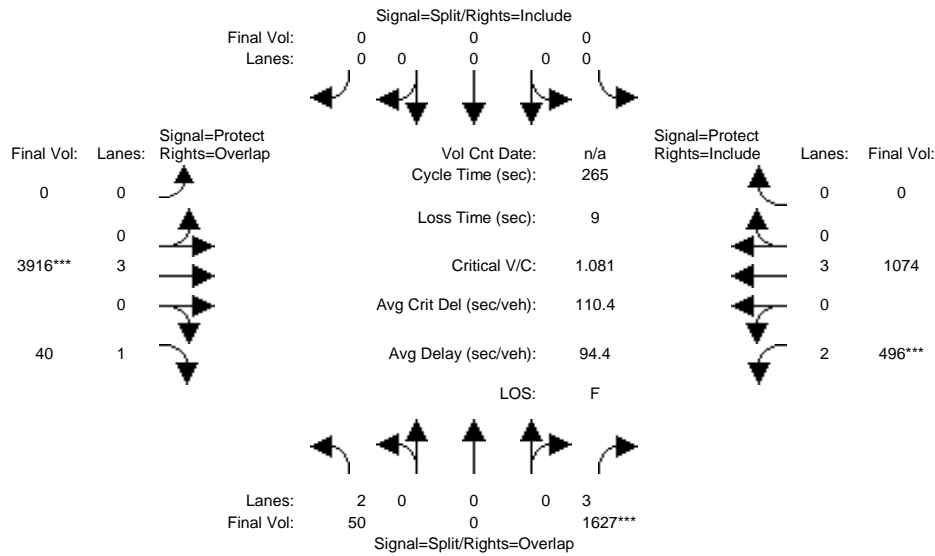 Signal=Split/Rights=Include
Final Vol: 0 0 0
Lanes: 0 0 0 0 0
Signal=Protect
Final Vol: Lanes: Rights=Overlap
Vol Cnt Date: n/a
Signal=Protect
Rights=Include Lanes: Final Vol:
Cycle Time (sec): 265
0 0
0 0
Loss Time (sec): 9
0
0
3916*** 3
Critical V/C: 1.081
3 1074
0
Avg Crit Del (sec/veh): 110.4
0
40 1
Avg Delay (sec/veh): 94.4
2 496***
LOS: F
Lanes: 2 0 0 0 3
Final Vol: 50 0 1627***
Signal=Split/Rights=Overlap